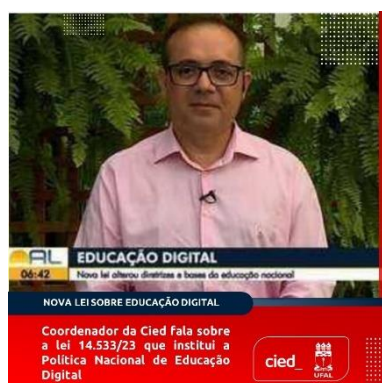 AL
EDUCAÇÃO DIGITAL
06:42
Nova lei alterou diretrizes e bases da educação nacional
NOVA LEI SOBRE EDUCAÇÃO DIGITAL
Coordenador da Cied fala sobre
a lei 14.533/23 que institui a
Política Nacional de Educação
Digital
cied_
UFAL